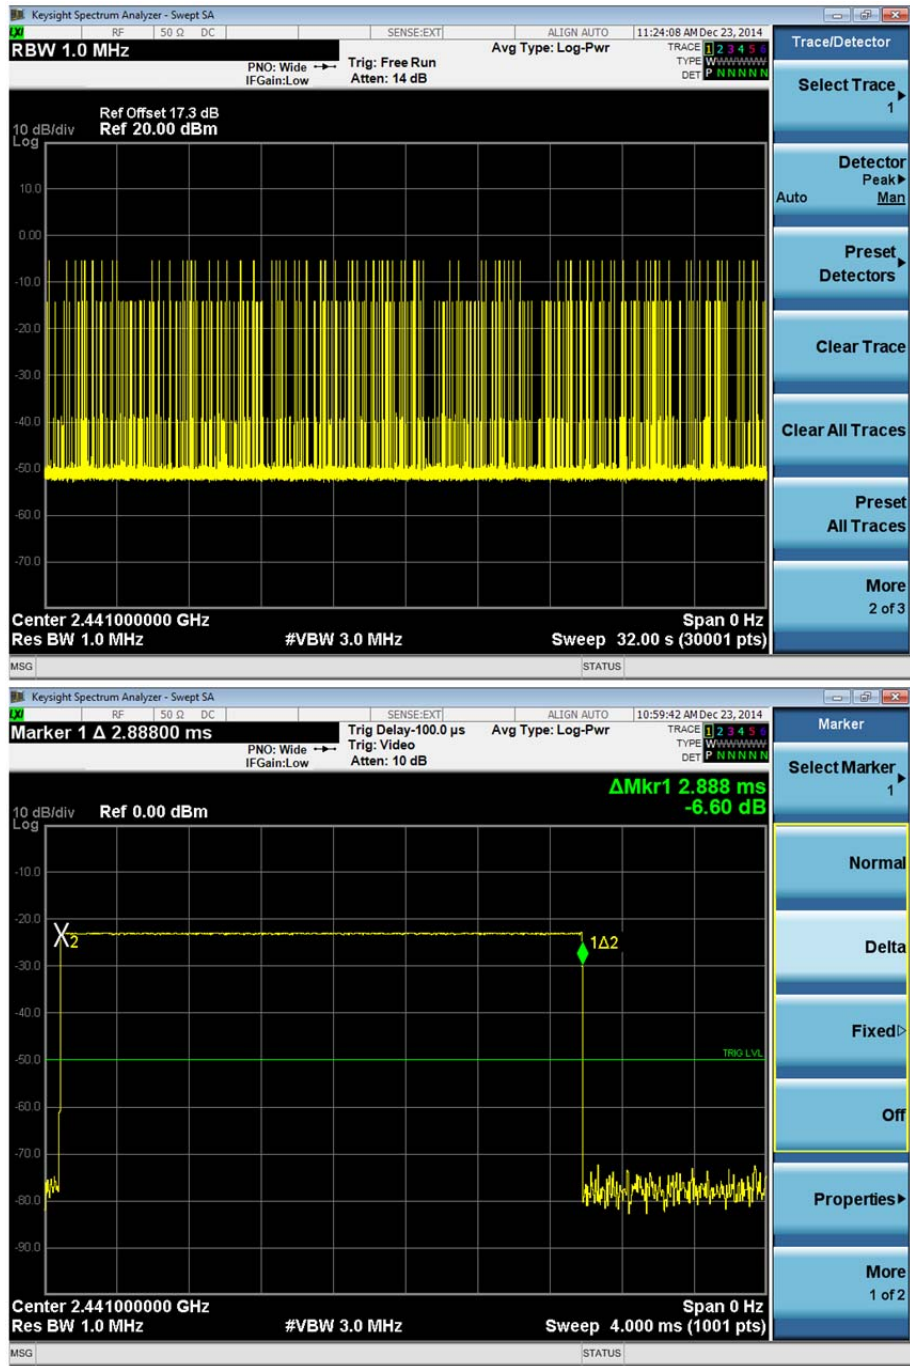 Keysight Spectrum Analyzer - Swept SA
LXI RF 50 Ω DC SENSE:EXT ALIGN AUTO 11:24:08 AM Dec 23, 2014
RBW 1.0 MHz
PNO: Wide
IFGain:Low
Trig: Free Run
Atten: 14 dB
Avg Type: Log-Pwr
TRACE 1 2 3 4 5 6
TYPE WWWWWW
DET P N N N N N
Trace/Detector
Select Trace
1
Detector
Peak
Auto Man
Preset
Detectors
Clear Trace
Clear All Traces
Preset
All Traces
More
2 of 3
Ref Offset 17.3 dB
10 dB/div Ref 20.00 dBm
Log
10.0
0.00
-10.0
-20.0
-30.0
-40.0
-50.0
-60.0
-70.0
Center 2.441000000 GHz Span 0 Hz
Res BW 1.0 MHz #VBW 3.0 MHz Sweep 32.00 s (30001 pts)
MSG STATUS
Keysight Spectrum Analyzer - Swept SA
LXI RF 50 Ω DC SENSE:EXT ALIGN AUTO 10:59:42 AM Dec 23, 2014
Marker 1 Δ 2.88800 ms
PNO: Wide
IFGain:Low
Trig Delay-100.0 µs
Trig: Video
Atten: 10 dB
Avg Type: Log-Pwr
TRACE 1 2 3 4 5 6
TYPE WWWWWW
DET P N N N N N
Marker
Select Marker
1
Normal
Delta
Fixed
Off
Properties
More
1 of 2
ΔMkr1 2.888 ms
-6.60 dB
10 dB/div Ref 0.00 dBm
Log
-10.0
-20.0
-30.0
-40.0
-50.0
-60.0
-70.0
-80.0
-90.0
X2
1Δ2
TRIG LVL
Center 2.441000000 GHz Span 0 Hz
Res BW 1.0 MHz #VBW 3.0 MHz Sweep 4.000 ms (1001 pts)
MSG STATUS